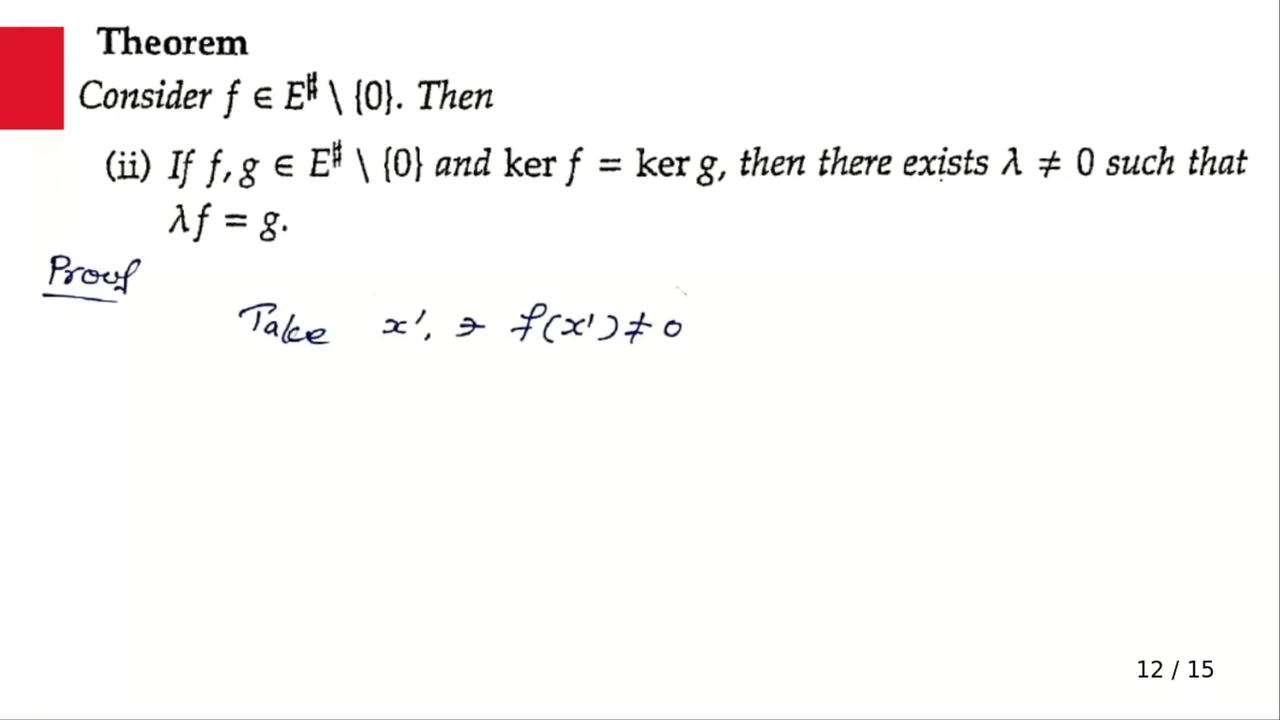 Theorem
Consider f ∈ E♯ \ {0}. Then
(ii) If f, g ∈ E♯ \ {0} and ker f = ker g, then there exists λ ≠ 0 such that
λf = g.
Proof
Take x', ∋ f(x') ≠ 0
12 / 15